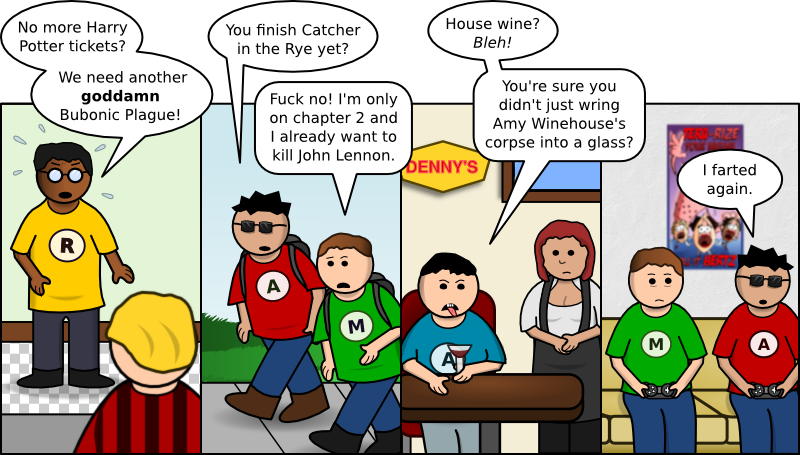 No more Harry
Potter tickets?
We need another
goddamn
Bubonic Plague!
R
You finish Catcher
in the Rye yet?
Fuck no! I'm only
on chapter 2 and
I already want to
kill John Lennon.
A
M
House wine?
Bleh!
You're sure you
didn't just wring
Amy Winehouse's
corpse into a glass?
DENNY'S
A
I farted
again.
M
A